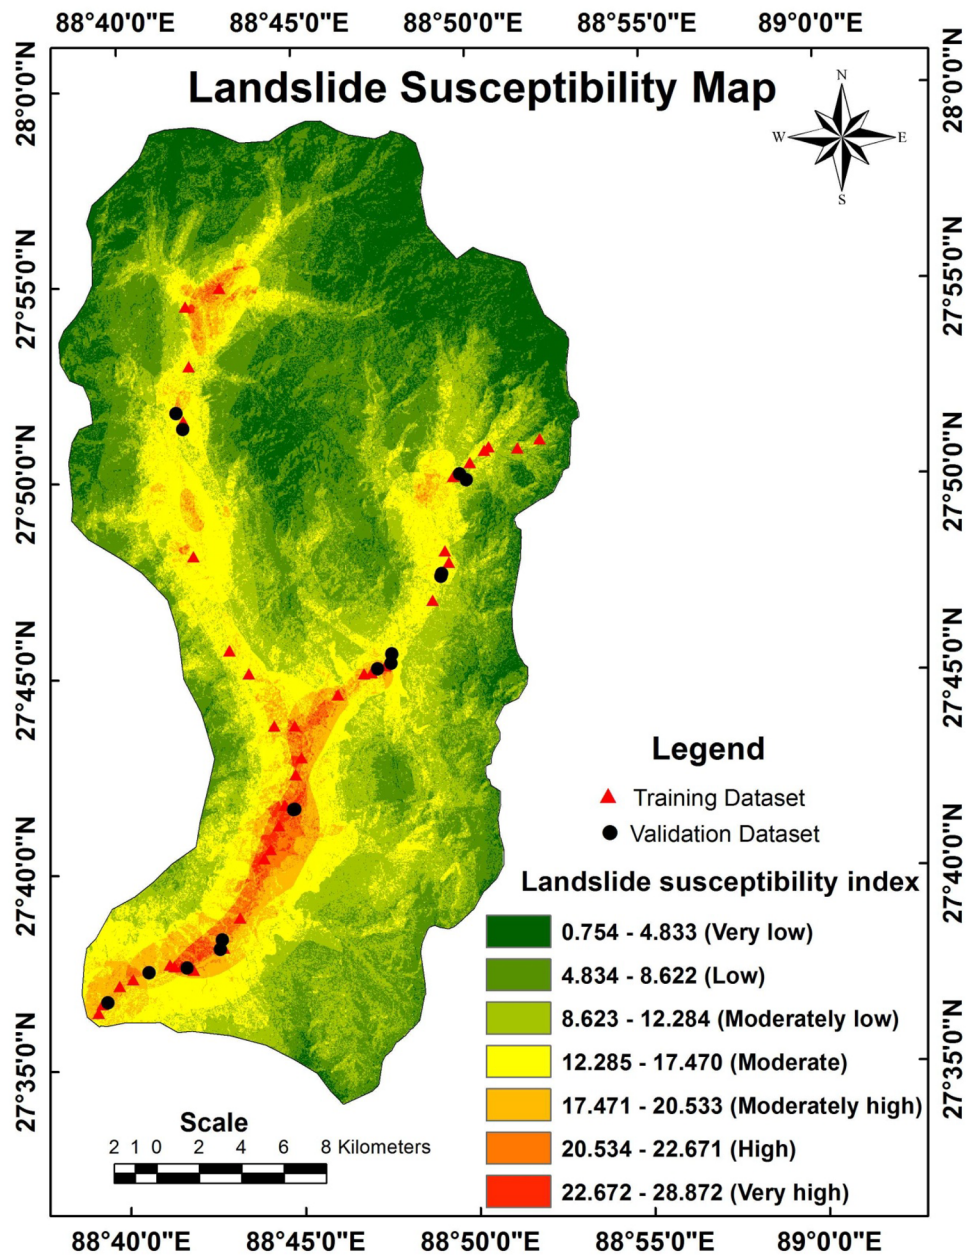 88°40'0"E 88°45'0"E 88°50'0"E 88°55'0"E 89°0'0"E
Landslide Susceptibility Map
N
W E
S
28°0'0"N 28°0'0"N
27°55'0"N 27°55'0"N
27°50'0"N 27°50'0"N
27°45'0"N 27°45'0"N
27°40'0"N 27°40'0"N
27°35'0"N 27°35'0"N
Legend
Training Dataset
Validation Dataset
Landslide susceptibility index
0.754 - 4.833 (Very low)
4.834 - 8.622 (Low)
8.623 - 12.284 (Moderately low)
12.285 - 17.470 (Moderate)
17.471 - 20.533 (Moderately high)
20.534 - 22.671 (High)
22.672 - 28.872 (Very high)
Scale
2 1 0 2 4 6 8 Kilometers
88°40'0"E 88°45'0"E 88°50'0"E 88°55'0"E 89°0'0"E